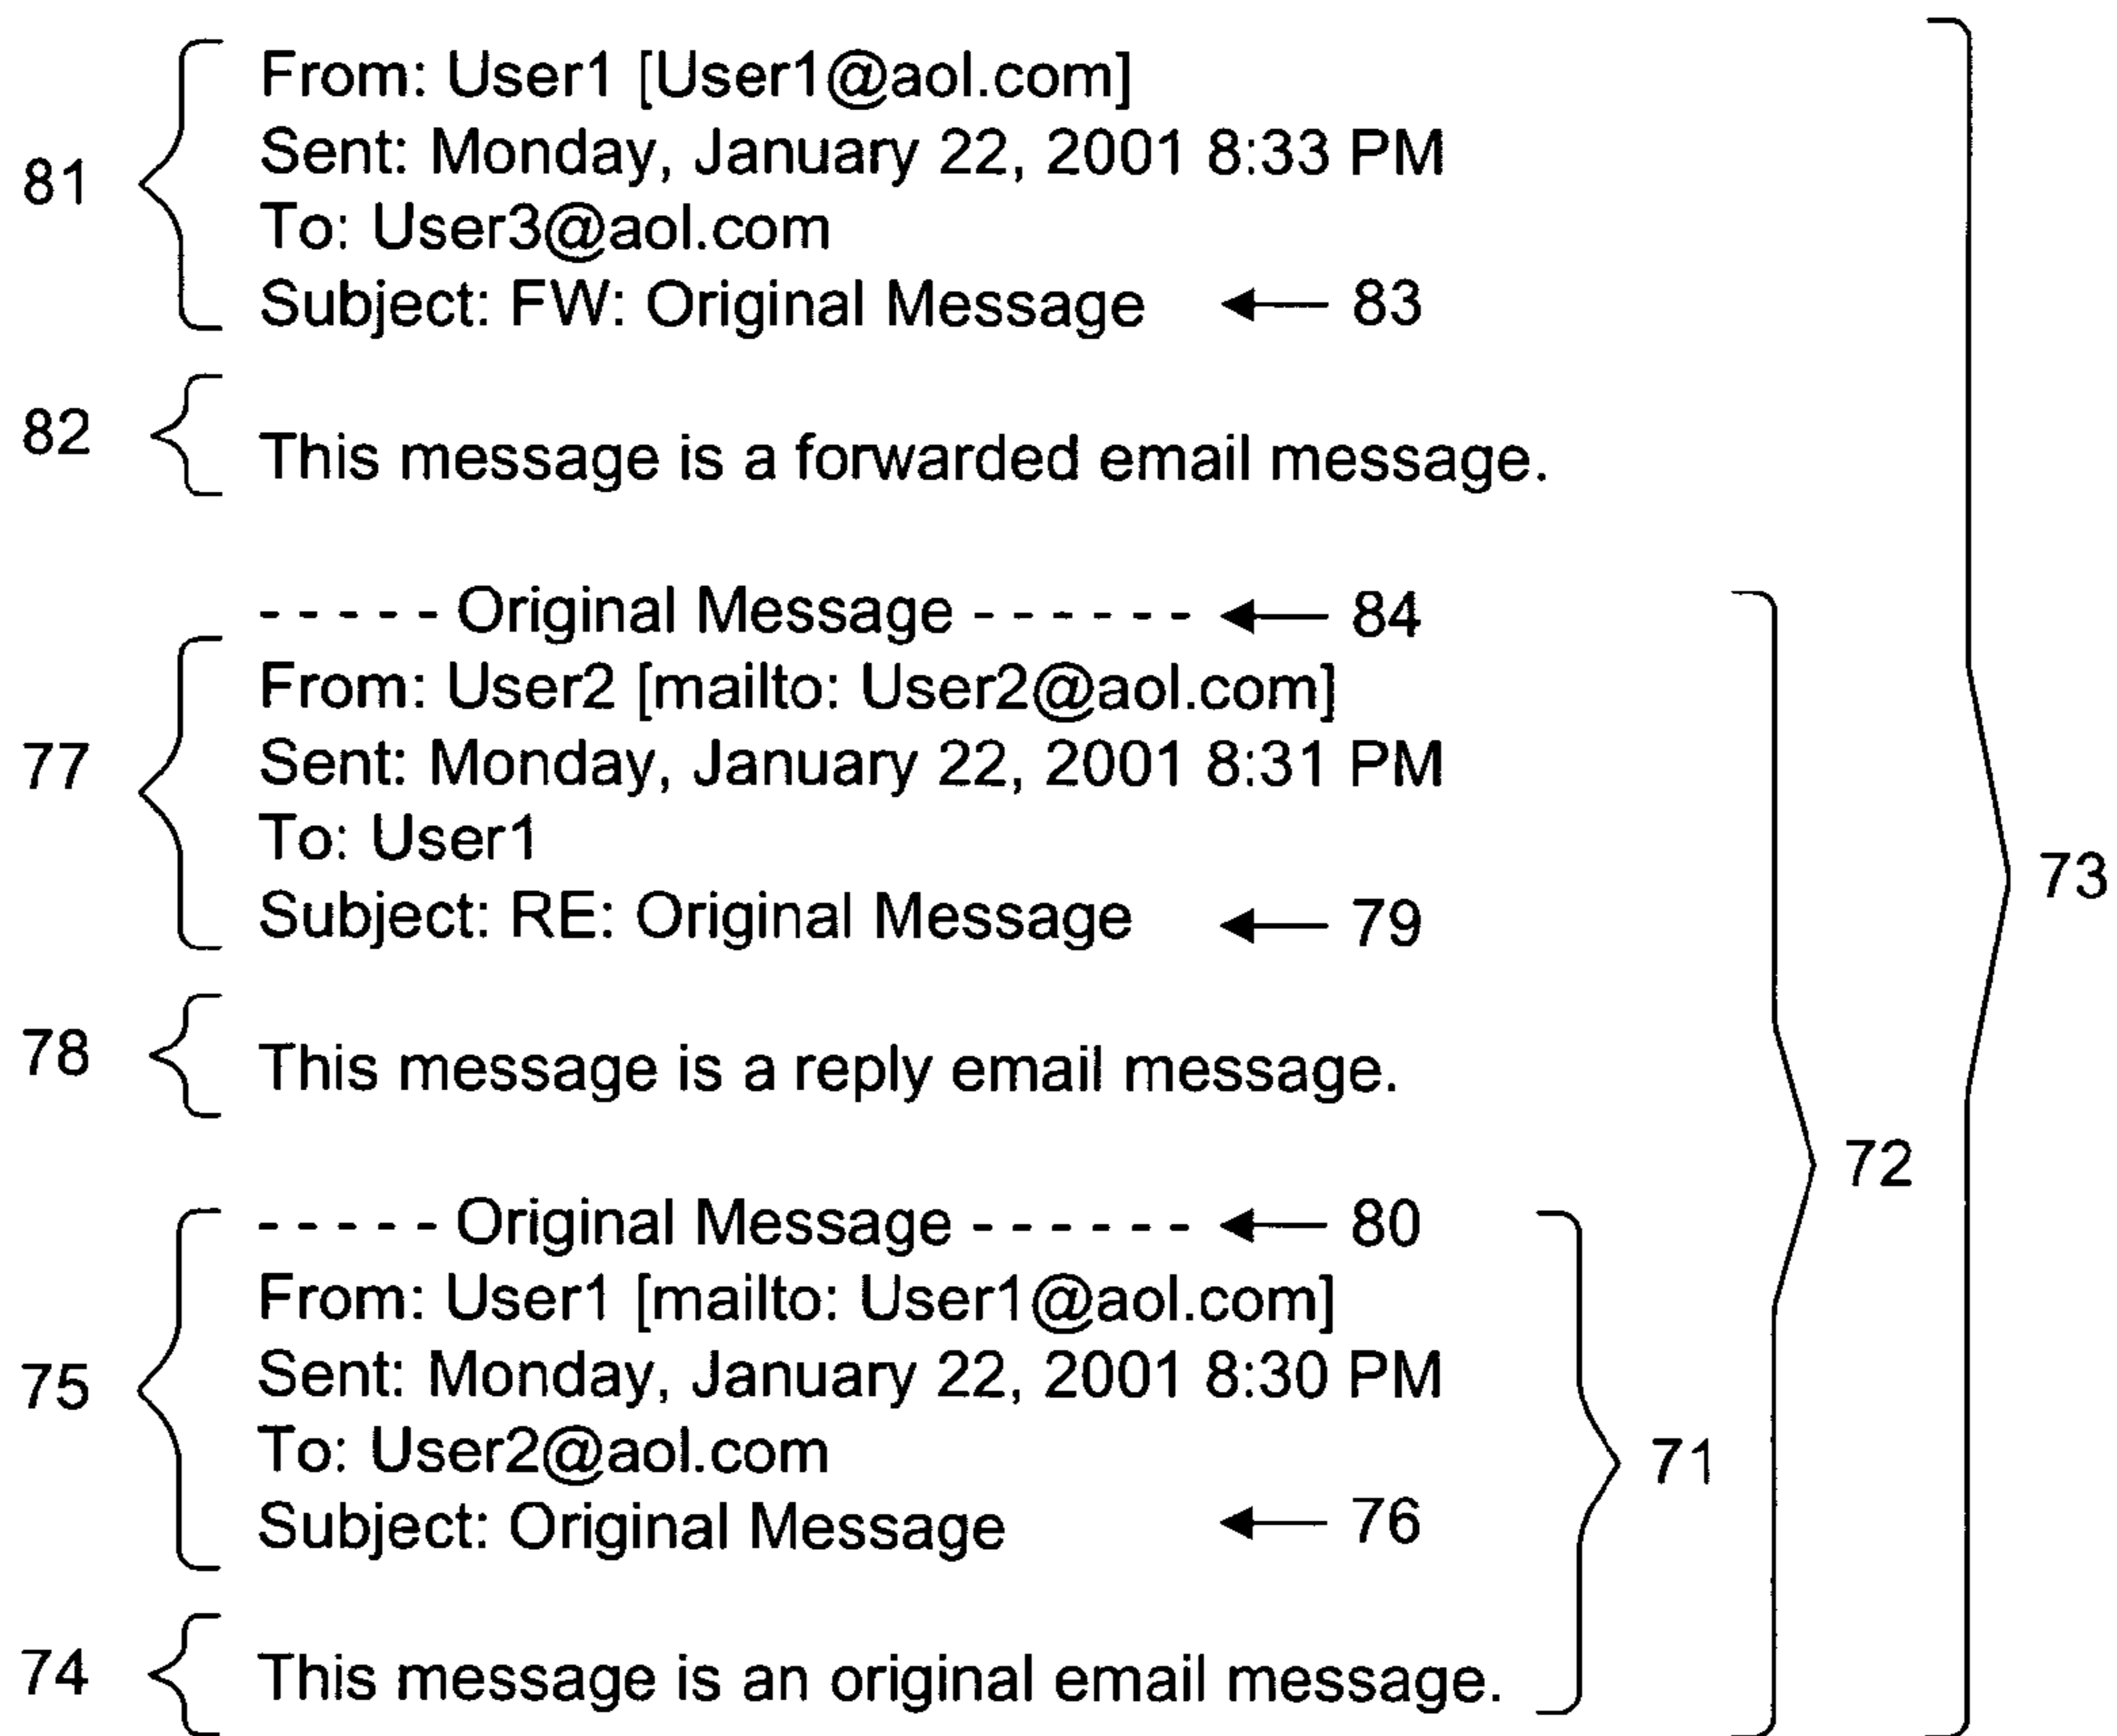 From: User1 [User1@aol.com]
Sent: Monday, January 22, 2001 8:33 PM
81
To: User3@aol.com
Subject: FW: Original Message 83
82
This message is a forwarded email message.
- - - - - Original Message - - - - - - 84
From: User2 [mailto: User2@aol.com]
77
Sent: Monday, January 22, 2001 8:31 PM
To: User1
73
Subject: RE: Original Message 79
78
This message is a reply email message.
72
- - - - - Original Message - - - - - - 80
From: User1 [mailto: User1@aol.com]
75
Sent: Monday, January 22, 2001 8:30 PM
To: User2@aol.com
71
Subject: Original Message 76
74
This message is an original email message.